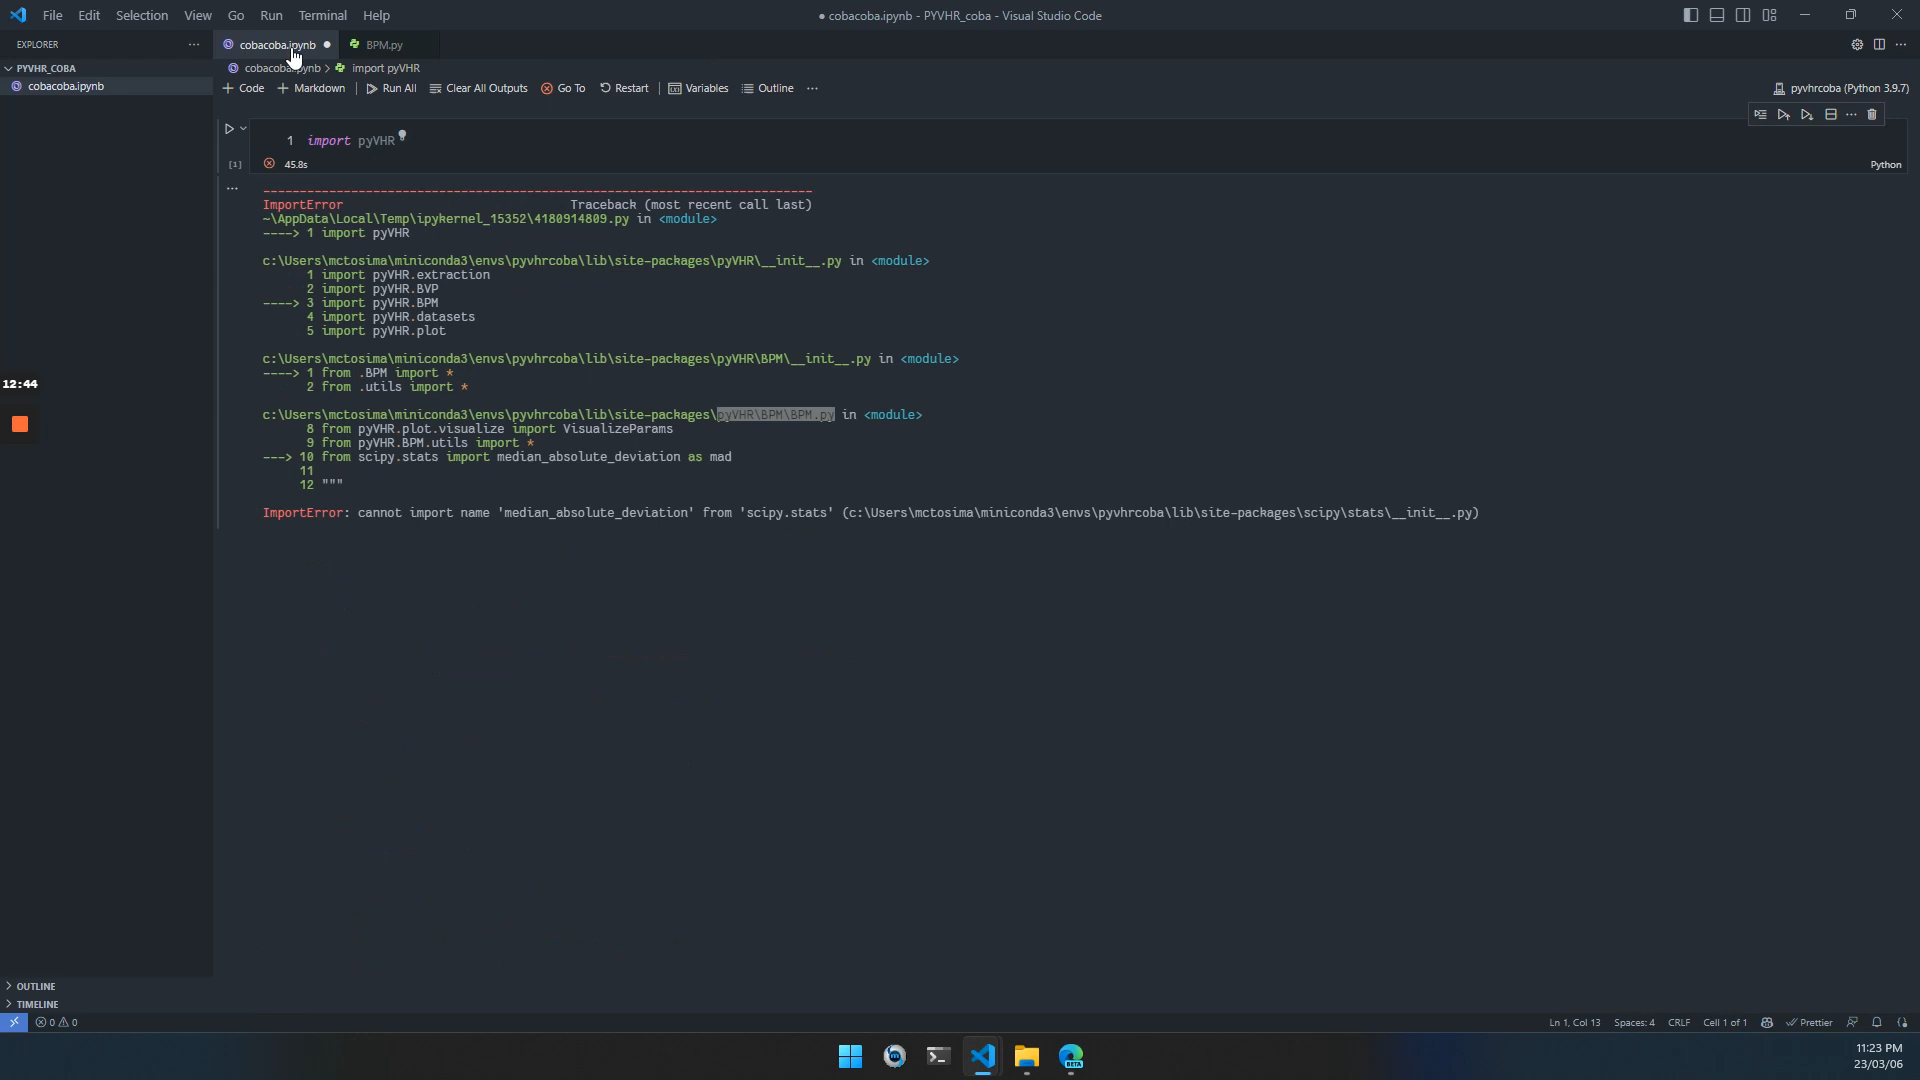 File Edit Selection View Go Run Terminal Help
● cobacoba.ipynb - PYVHR_coba - Visual Studio Code
EXPLORER ···
cobacoba.ipynb ● BPM.py
PYVHR_COBA
cobacoba.ipynb > import pyVHR
cobacoba.ipynb
+ Code + Markdown Run All Clear All Outputs Go To Restart Variables Outline ···
pyvhrcoba (Python 3.9.7)
1 import pyVHR
[1] 45.8s
Python
---------------------------------------------------------------------------
ImportError Traceback (most recent call last)
~\AppData\Local\Temp\ipykernel_15352\4180914809.py in <module>
----> 1 import pyVHR
c:\Users\mctosima\miniconda3\envs\pyvhrcoba\lib\site-packages\pyVHR\__init__.py in <module>
1 import pyVHR.extraction
2 import pyVHR.BVP
----> 3 import pyVHR.BPM
4 import pyVHR.datasets
5 import pyVHR.plot
c:\Users\mctosima\miniconda3\envs\pyvhrcoba\lib\site-packages\pyVHR\BPM\__init__.py in <module>
----> 1 from .BPM import *
2 from .utils import *
c:\Users\mctosima\miniconda3\envs\pyvhrcoba\lib\site-packages\pyVHR\BPM\BPM.py in <module>
8 from pyVHR.plot.visualize import VisualizeParams
9 from pyVHR.BPM.utils import *
---> 10 from scipy.stats import median_absolute_deviation as mad
11
12 """
ImportError: cannot import name 'median_absolute_deviation' from 'scipy.stats' (c:\Users\mctosima\miniconda3\envs\pyvhrcoba\lib\site-packages\scipy\stats\__init__.py)
12:44
OUTLINE
TIMELINE
0 0
Ln 1, Col 13 Spaces: 4 CRLF Cell 1 of 1 Prettier
BETA
11:23 PM
23/03/06